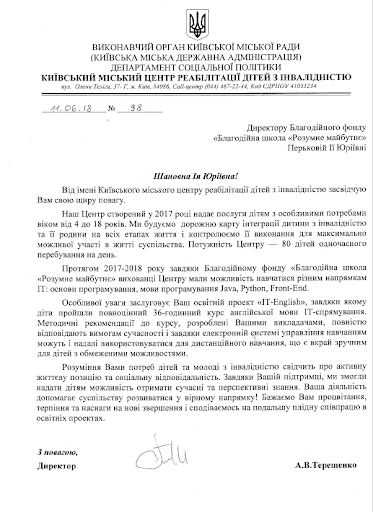 ВИКОНАВЧИЙ ОРГАН КИЇВСЬКОЇ МІСЬКОЇ РАДИ
(КИЇВСЬКА МІСЬКА ДЕРЖАВНА АДМІНІСТРАЦІЯ)
ДЕПАРТАМЕНТ СОЦІАЛЬНОЇ ПОЛІТИКИ
КИЇВСЬКИЙ МІСЬКИЙ ЦЕНТР РЕАБІЛІТАЦІЇ ДІТЕЙ З ІНВАЛІДНІСТЮ
вул. Олени Теліги, 37-Г, м. Київ, 04086, Call-центр (044) 467-22-44, Код ЄДРПОУ 41035234
11.06.18 № 98
Директору Благодійного фонду
«Благодійна школа «Розумне майбутнє»
Перьковій Ії Юріївні
Шановна Ія Юріївна!
Від імені Київського міського центру реабілітації дітей з інвалідністю засвідчую
Вам свою щиру повагу.
Наш Центр створений у 2017 році надає послуги дітям з особливими потребами
віком від 4 до 18 років. Ми будуємо дорожню карту інтеграції дитини з інвалідністю
та її родини на всіх етапах життя і контролюємо її виконання для максимально
можливої участі в житті суспільства. Потужність Центру — 80 дітей одночасного
перебування на день.
Протягом 2017-2018 року завдяки Благодійному фонду «Благодійна школа
«Розумне майбутнє» вихованці Центру мали можливість навчатися різним напрямкам
ІТ: основи програмування, мови програмування Java, Python, Front-End.
Особливої уваги заслуговує Ваш освітній проект «IT-English», завдяки якому
діти пройшли повноцінний 36-годинний курс англійської мови ІТ-спрямування.
Методичні рекомендації до курсу, розроблені Вашими викладачами, повністю
відповідають вимогам сучасності і завдяки електронній системі управління навчанням
можуть і надалі використовуватися для дистанційного навчання, що є вкрай зручним
для дітей з обмеженими можливостями.
Розуміння Вами потреб дітей та молоді з інвалідністю свідчить про активну
життєву позицію та соціальну відповідальність. Завдяки Вашій підтримці, ми змогли
надати дітям можливість отримати сучасні та перспективні знання. Ваша діяльність
допомагає суспільству розвиватися у вірному напрямку! Бажаємо Вам процвітання,
терпіння та наснаги на нові звершення і сподіваємось на подальшу плідну співпрацю в
освітніх проектах.
З повагою,
Директор А.В.Терещенко